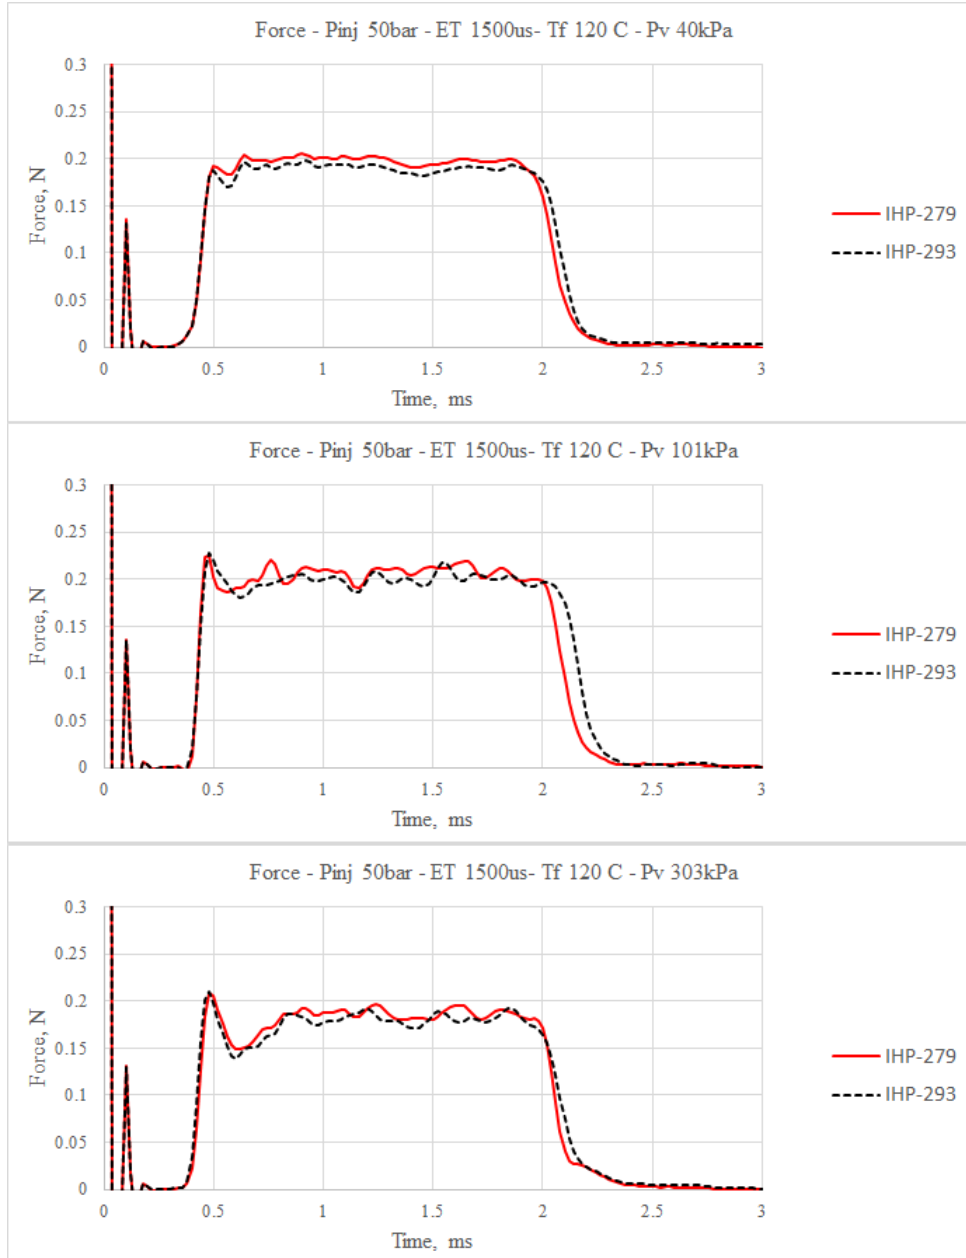 Force - Pinj 50bar - ET 1500us- Tf 120 C - Pv 40kPa
0.3
0.25
0.2
0.15
0.1
0.05
0
Force, N
0 0.5 1 1.5 2 2.5 3
Time, ms
IHP-279
IHP-293
Force - Pinj 50bar - ET 1500us- Tf 120 C - Pv 101kPa
0.3
0.25
0.2
0.15
0.1
0.05
0
Force, N
0 0.5 1 1.5 2 2.5 3
Time, ms
IHP-279
IHP-293
Force - Pinj 50bar - ET 1500us- Tf 120 C - Pv 303kPa
0.3
0.25
0.2
0.15
0.1
0.05
0
Force, N
0 0.5 1 1.5 2 2.5 3
Time, ms
IHP-279
IHP-293